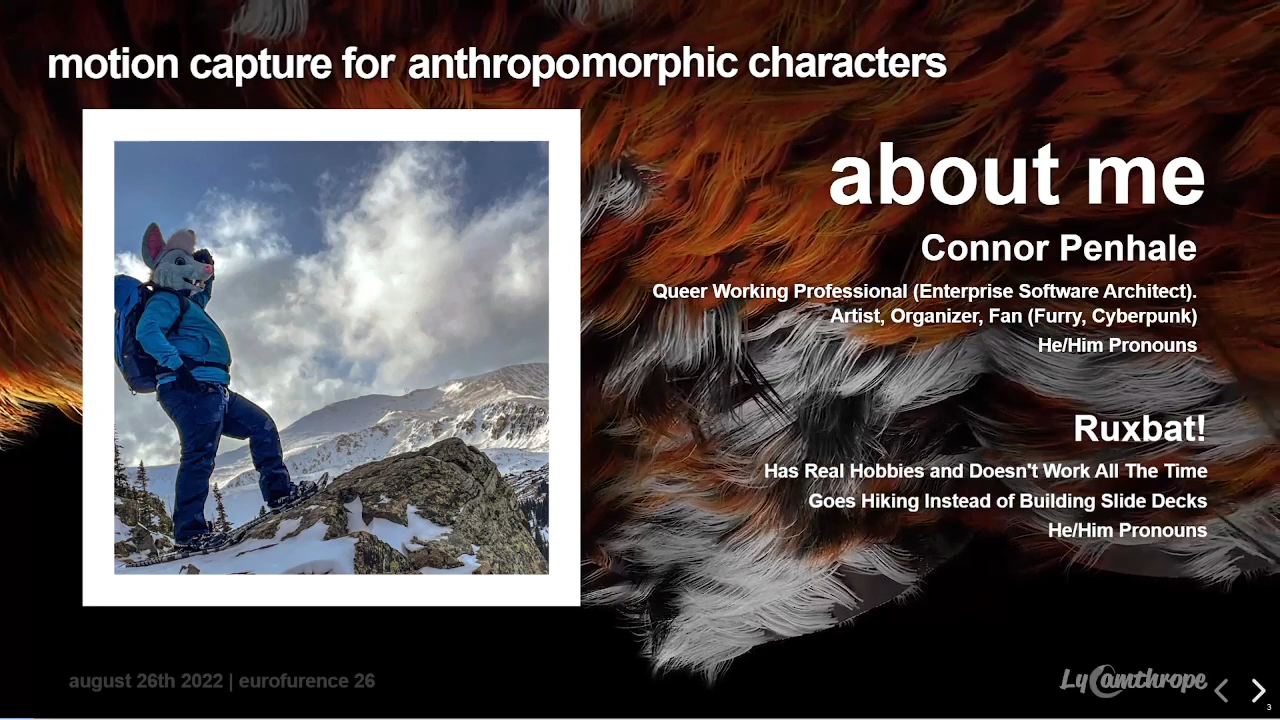 motion capture for anthropomorphic characters
about me
Connor Penhale
Queer Working Professional (Enterprise Software Architect).
Artist, Organizer, Fan (Furry, Cyberpunk)
He/Him Pronouns
Ruxbat!
Has Real Hobbies and Doesn't Work All The Time
Goes Hiking Instead of Building Slide Decks
He/Him Pronouns
august 26th 2022 | eurofurence 26
LyCamthrope
3